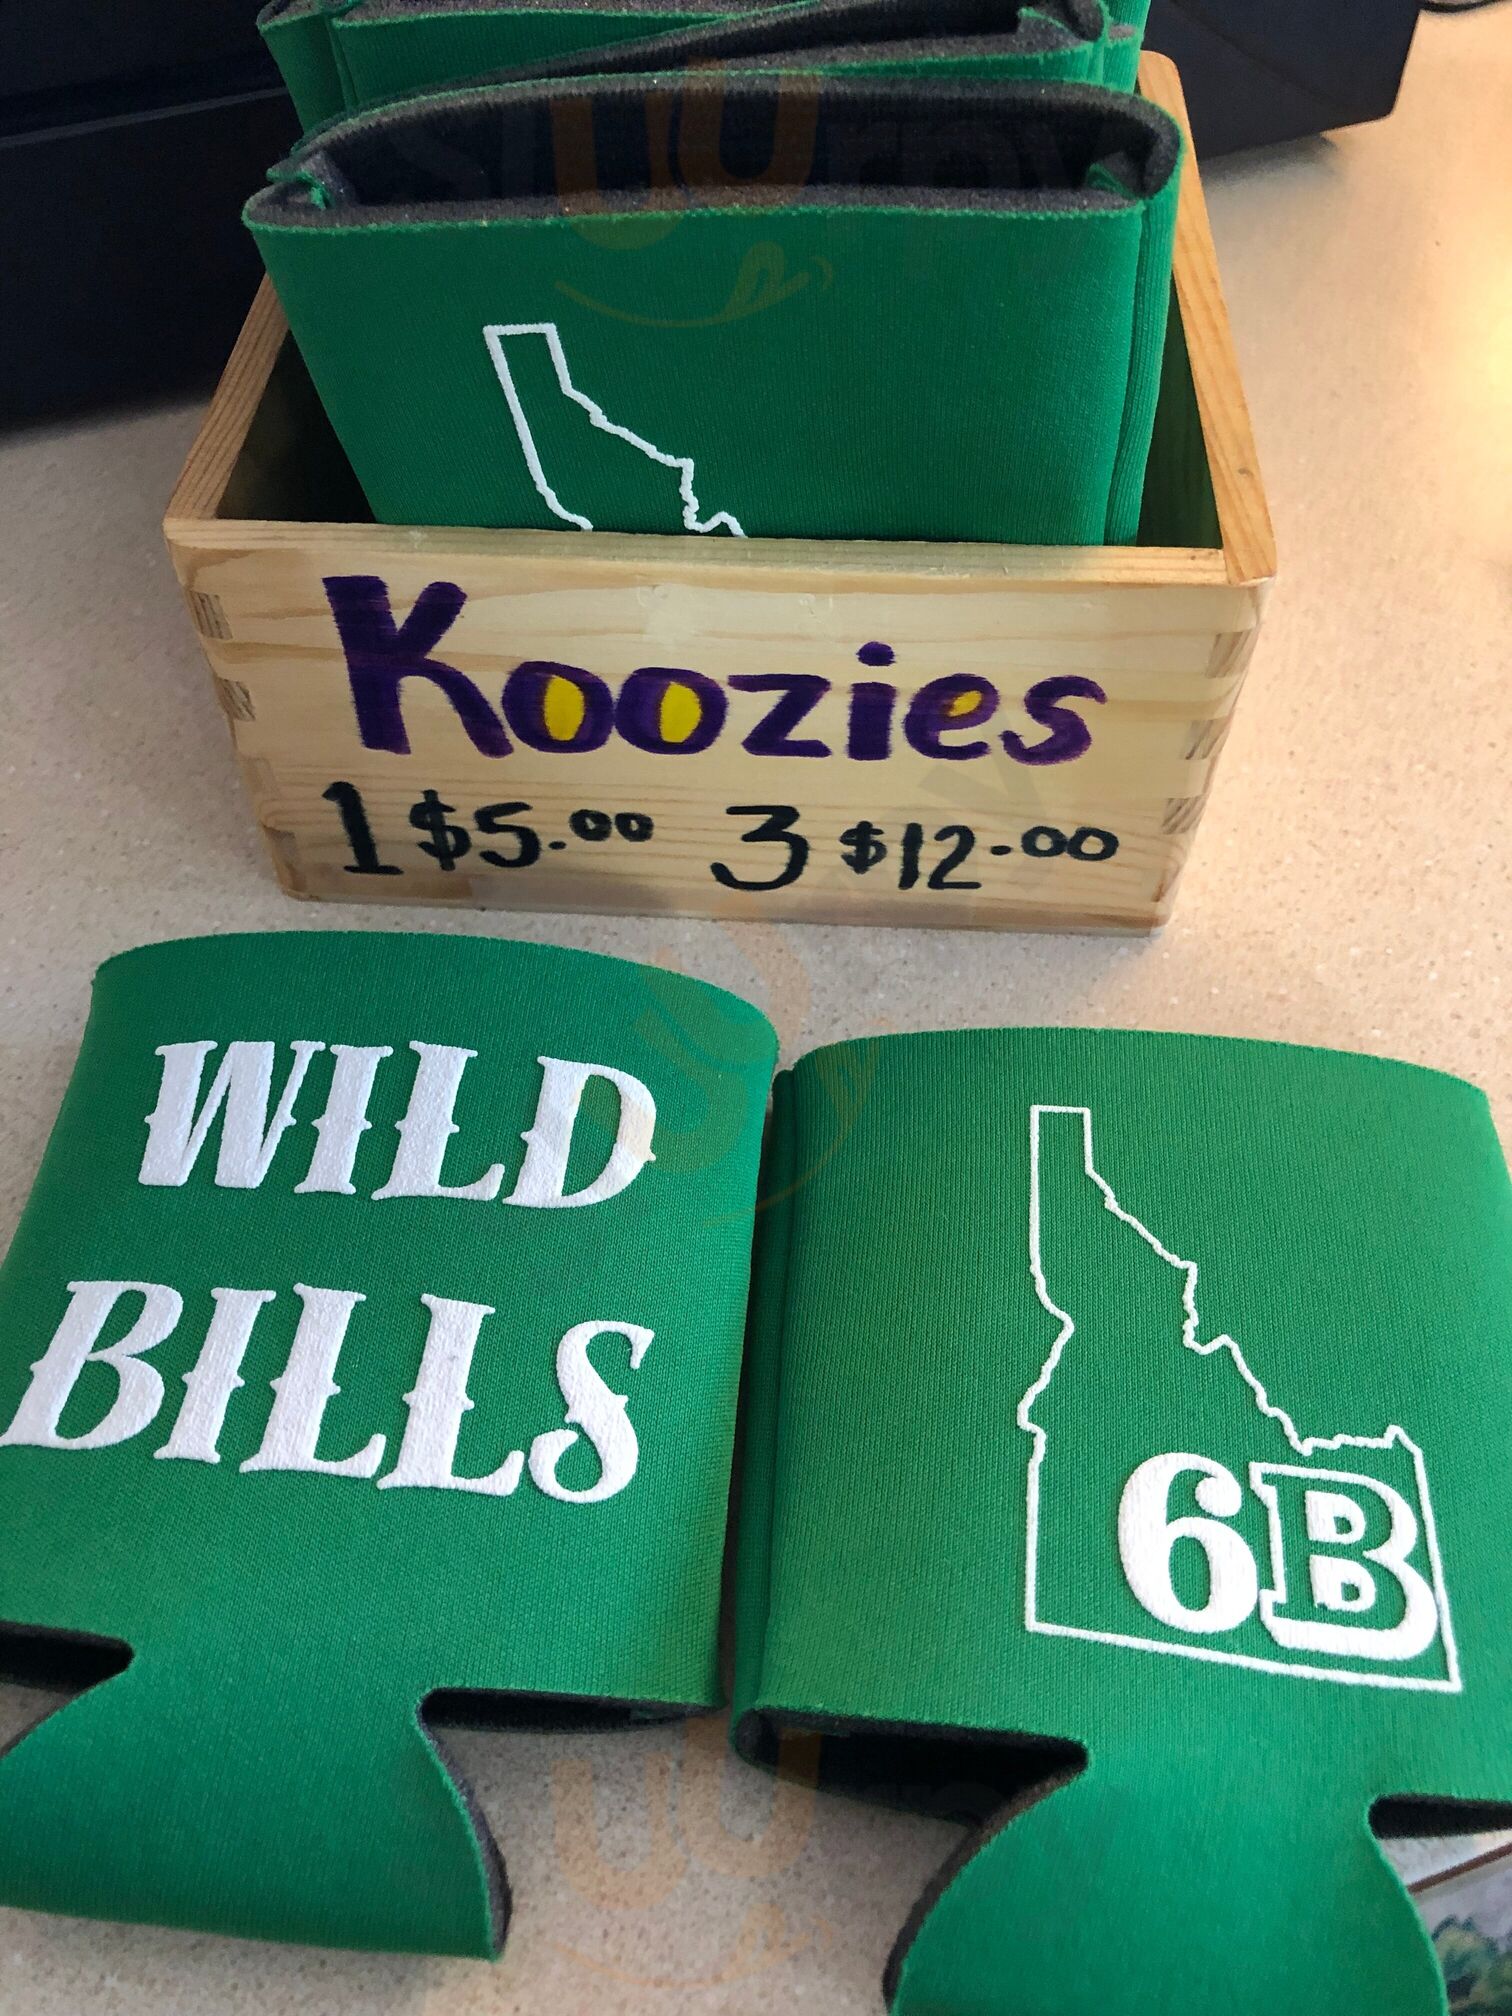 Koozies
1 $5.00 3 $12.00
WILD
BILLS
6B